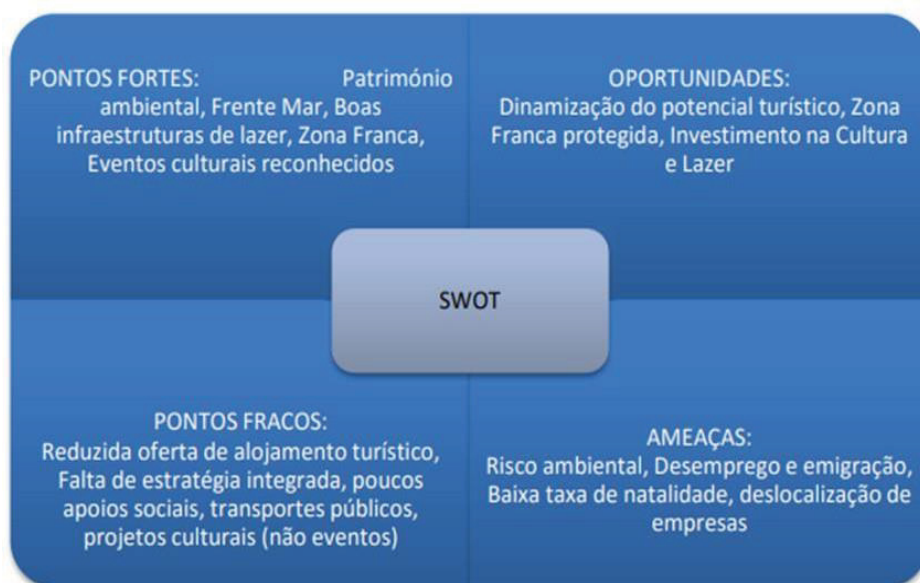 PONTOS FORTES: Património
ambiental, Frente Mar, Boas
infraestruturas de lazer, Zona Franca,
Eventos culturais reconhecidos
OPORTUNIDADES:
Dinamização do potencial turístico, Zona
Franca protegida, Investimento na Cultura
e Lazer
SWOT
PONTOS FRACOS:
Reduzida oferta de alojamento turístico,
Falta de estratégia integrada, poucos
apoios sociais, transportes públicos,
projetos culturais (não eventos)
AMEAÇAS:
Risco ambiental, Desemprego e emigração,
Baixa taxa de natalidade, deslocalização de
empresas